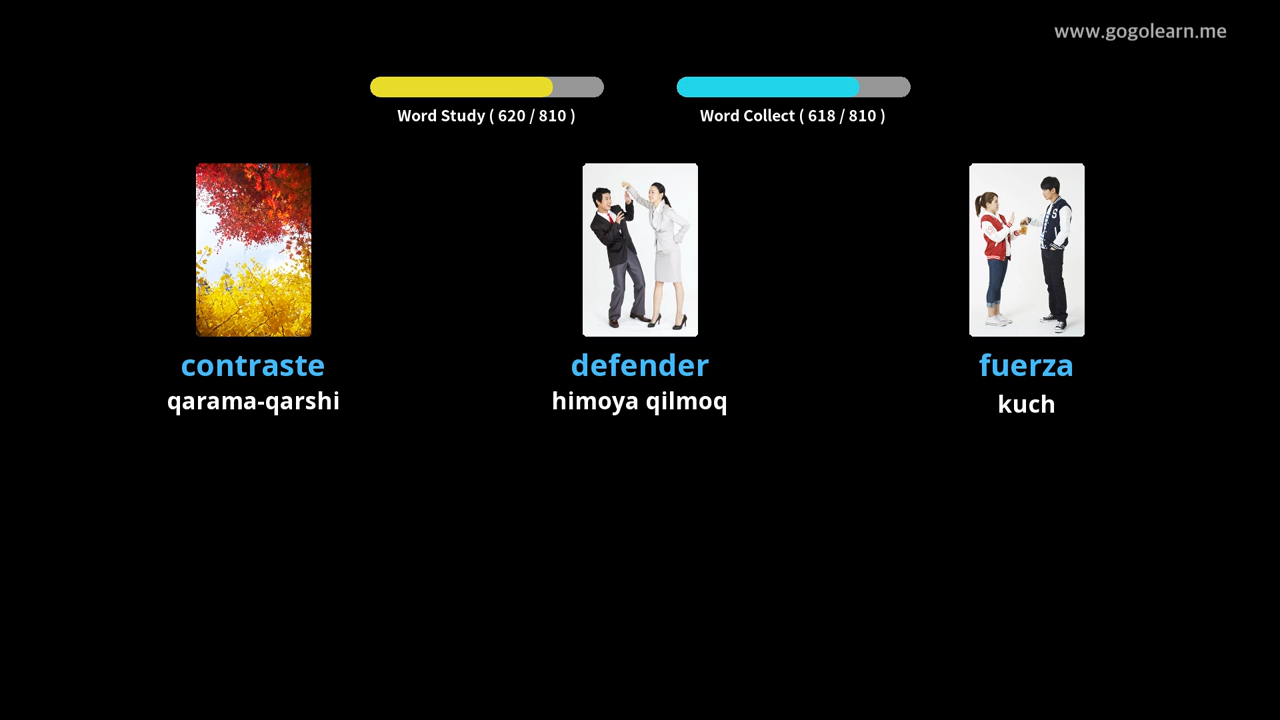 www.gogolearn.me
Word Study ( 620 / 810 )
Word Collect ( 618 / 810 )
contraste
qarama-qarshi
defender
himoya qilmoq
fuerza
kuch